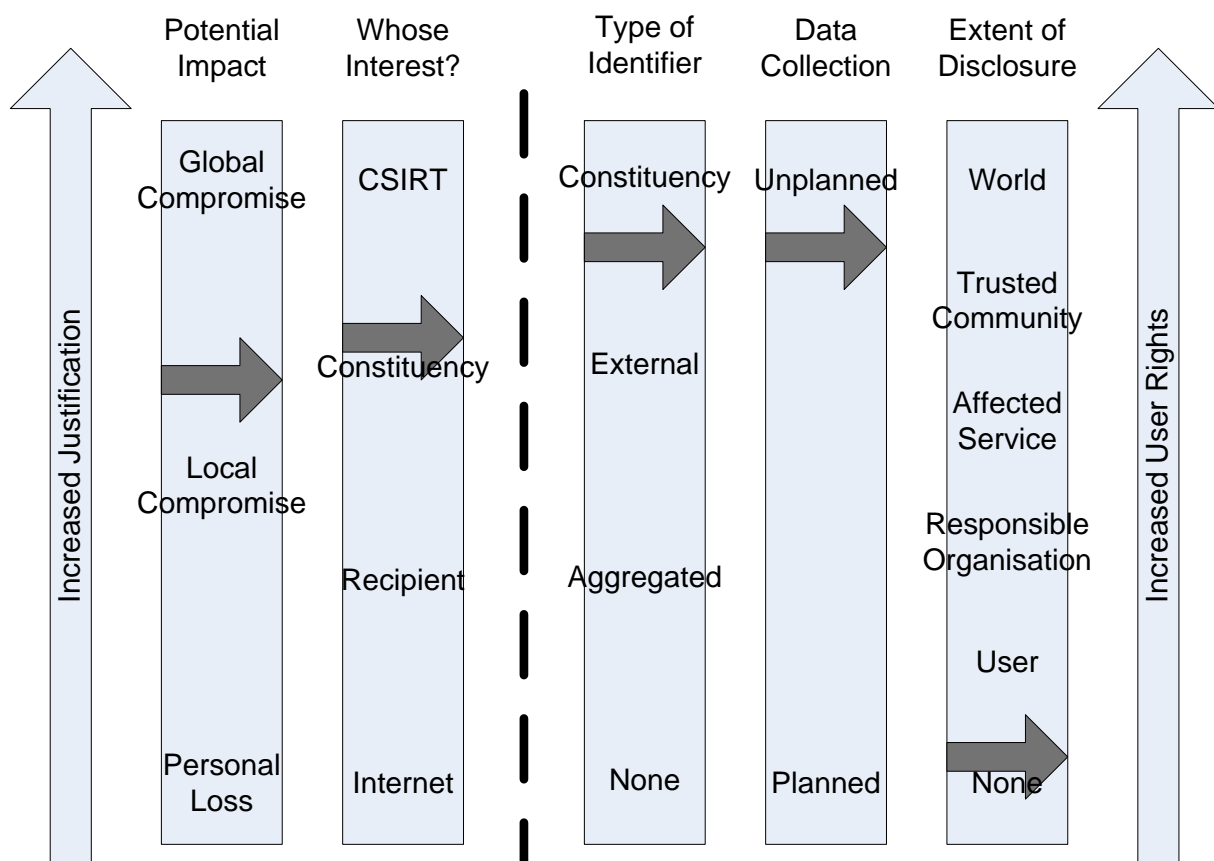 Potential
Impact
Whose
Interest?
Type of
Identifier
Data
Collection
Extent of
Disclosure
Increased Justification
Global
Compromise
Local
Compromise
Personal
Loss
CSIRT
Constituency
Recipient
Internet
Constituency
External
Aggregated
None
Unplanned
Planned
World
Trusted
Community
Affected
Service
Responsible
Organisation
User
None
Increased User Rights